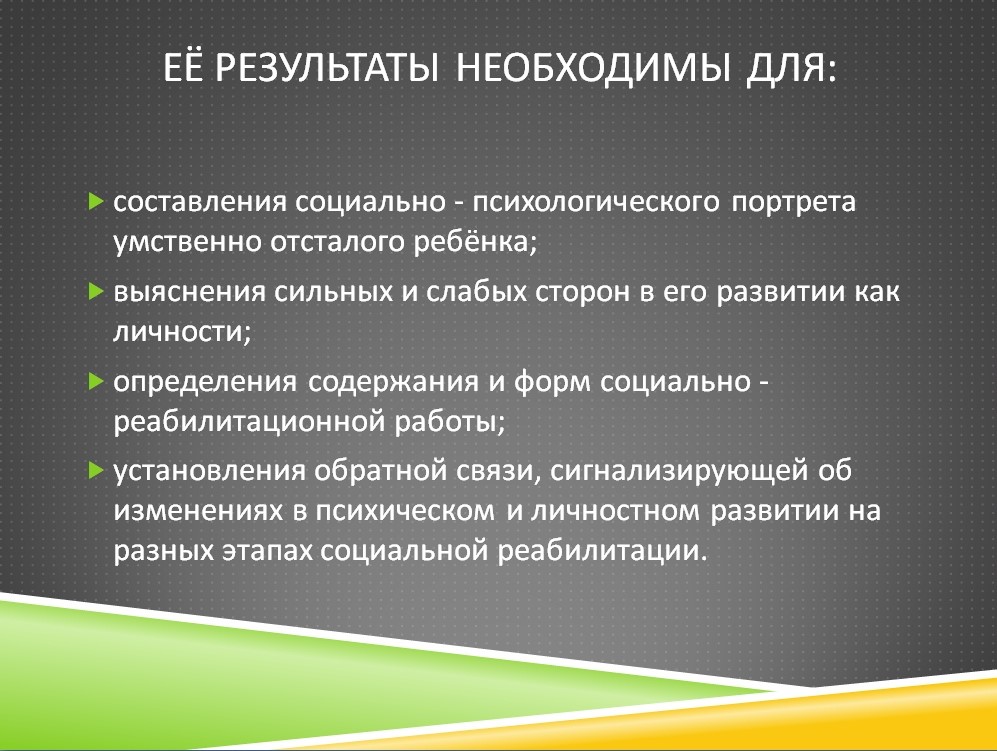 ЕЁ РЕЗУЛЬТАТЫ НЕОБХОДИМЫ ДЛЯ:
составления социально - психологического портрета
умственно отсталого ребёнка;
выяснения сильных и слабых сторон в его развитии как
личности;
определения содержания и форм социально -
реабилитационной работы;
установления обратной связи, сигнализирующей об
изменениях в психическом и личностном развитии на
разных этапах социальной реабилитации.